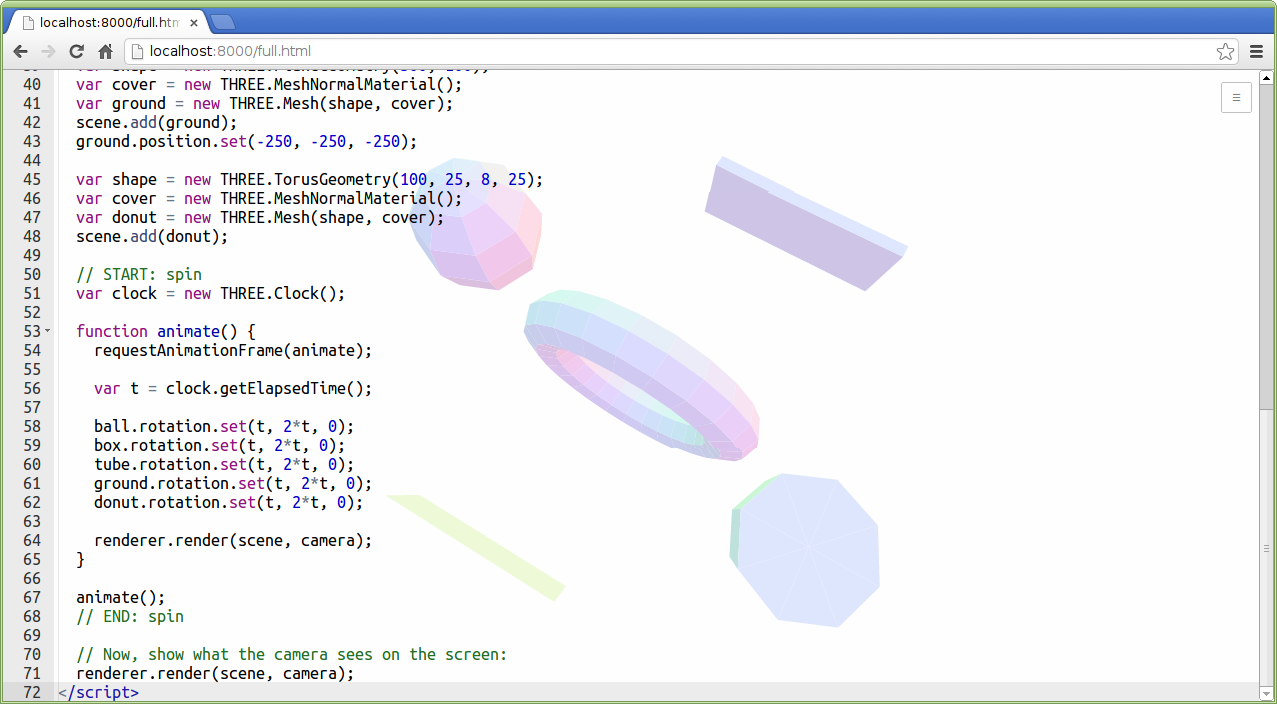 localhost:8000/full.htm
localhost:8000/full.html
40 var cover = new THREE.MeshNormalMaterial();
41 var ground = new THREE.Mesh(shape, cover);
42 scene.add(ground);
43 ground.position.set(-250, -250, -250);
44
45 var shape = new THREE.TorusGeometry(100, 25, 8, 25);
46 var cover = new THREE.MeshNormalMaterial();
47 var donut = new THREE.Mesh(shape, cover);
48 scene.add(donut);
49
50 // START: spin
51 var clock = new THREE.Clock();
52
53 function animate() {
54 requestAnimationFrame(animate);
55
56 var t = clock.getElapsedTime();
57
58 ball.rotation.set(t, 2*t, 0);
59 box.rotation.set(t, 2*t, 0);
60 tube.rotation.set(t, 2*t, 0);
61 ground.rotation.set(t, 2*t, 0);
62 donut.rotation.set(t, 2*t, 0);
63
64 renderer.render(scene, camera);
65 }
66
67 animate();
68 // END: spin
69
70 // Now, show what the camera sees on the screen:
71 renderer.render(scene, camera);
72 </script>